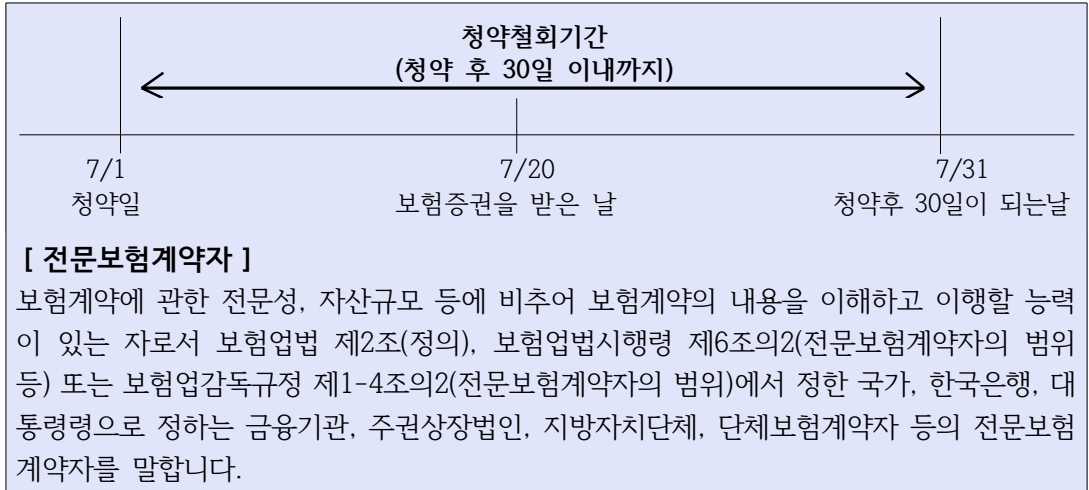 청약철회기간
(청약 후 30일 이내까지)
7/1
7/20
7/31
청약일
보험증권을 받은 날
청약후 30일이 되는날
[ 전문보험계약자 ]
보험계약에 관한 전문성, 자산규모 등에 비추어 보험계약의 내용을 이해하고 이행할 능력
이 있는 자로서 보험업법 제2조(정의), 보험업법시행령 제6조의2(전문보험계약자의 범위
등) 또는 보험업감독규정 제1-4조의2(전문보험계약자의 범위)에서 정한 국가, 한국은행, 대
통령령으로 정하는 금융기관, 주권상장법인, 지방자치단체, 단체보험계약자 등의 전문보험
계약자를 말합니다.